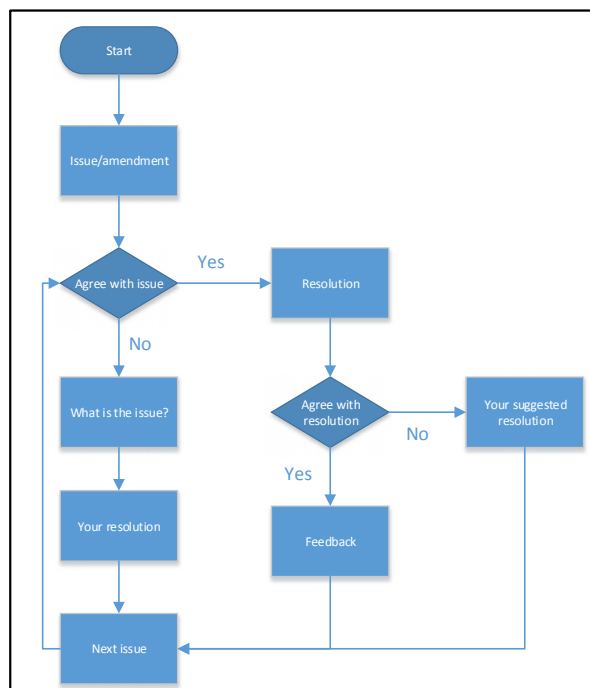 Start
Issue/amendment
Agree with issue
Yes
Resolution
No
What is the issue?
Agree with
resolution
No
Your suggested
resolution
Yes
Your resolution
Feedback
Next issue